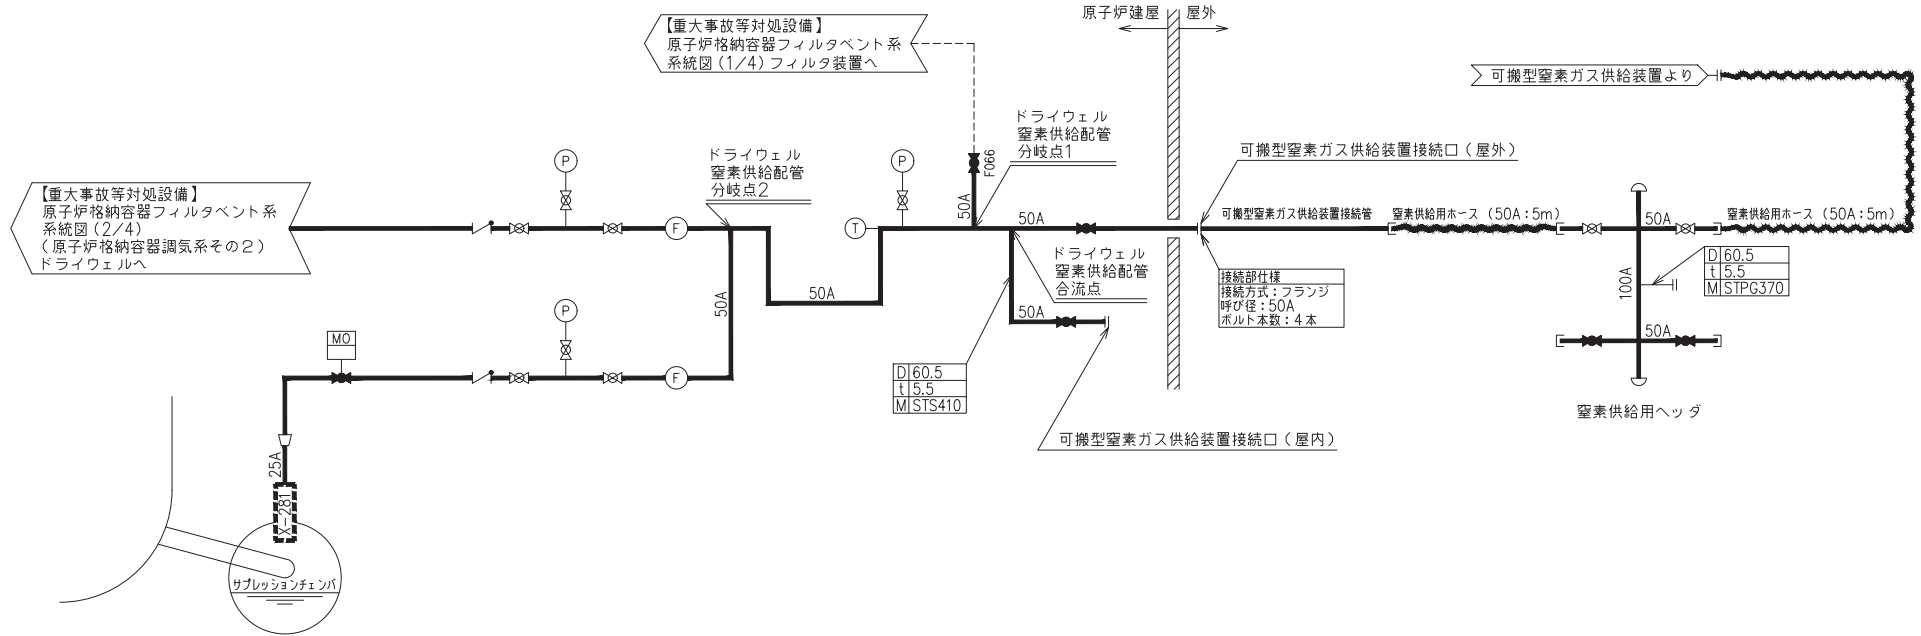 【重大事故等対処設備】
原子炉格納容器フィルタベント系
系統図(1/4)フィルタ装置へ
原子炉建屋
屋外
可搬型窒素ガス供給装置より
ドライウェル
窒素供給配管
分岐点1
F066
50A
P
P
ドライウェル
窒素供給配管
分岐点2
可搬型窒素ガス供給装置接続口(屋外)
【重大事故等対処設備】
原子炉格納容器フィルタベント系
系統図(2/4)
(原子炉格納容器調気系その2)
ドライウェルへ
F
T
50A
可搬型窒素ガス供給装置接続管
窒素供給用ホース(50A:5m)
50A
窒素供給用ホース(50A:5m)
ドライウェル
窒素供給配管
合流点
D 60.5
t 5.5
M STPG370
接続部仕様
接続方式:フランジ
呼び径:50A
ボルト本数:4本
100A
50A
50A
50A
50A
P
MO
F
D 60.5
t 5.5
M STS410
窒素供給用ヘッダ
可搬型窒素ガス供給装置接続口(屋内)
25A
X-281
サプレッションチェンバ